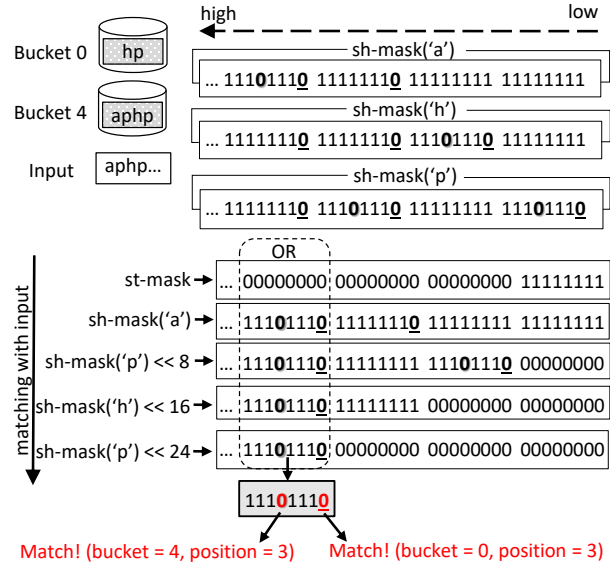 high
low
Bucket 0
hp
sh-mask('a')
... 11101110 11111110 11111111 11111111
Bucket 4
aphp
sh-mask('h')
... 11111110 11111110 11101110 11111111
Input
aphp...
sh-mask('p')
... 11111110 11101110 11111111 11101110
matching with input
OR
st-mask
... 00000000 00000000 00000000 11111111
sh-mask('a')
... 11101110 11111110 11111111 11111111
sh-mask('p') << 8
... 11101110 11111111 11101110 00000000
sh-mask('h') << 16
... 11101110 11111111 00000000 00000000
sh-mask('p') << 24
... 11101110 00000000 00000000 00000000
11101110
Match! (bucket = 4, position = 3)
Match! (bucket = 0, position = 3)